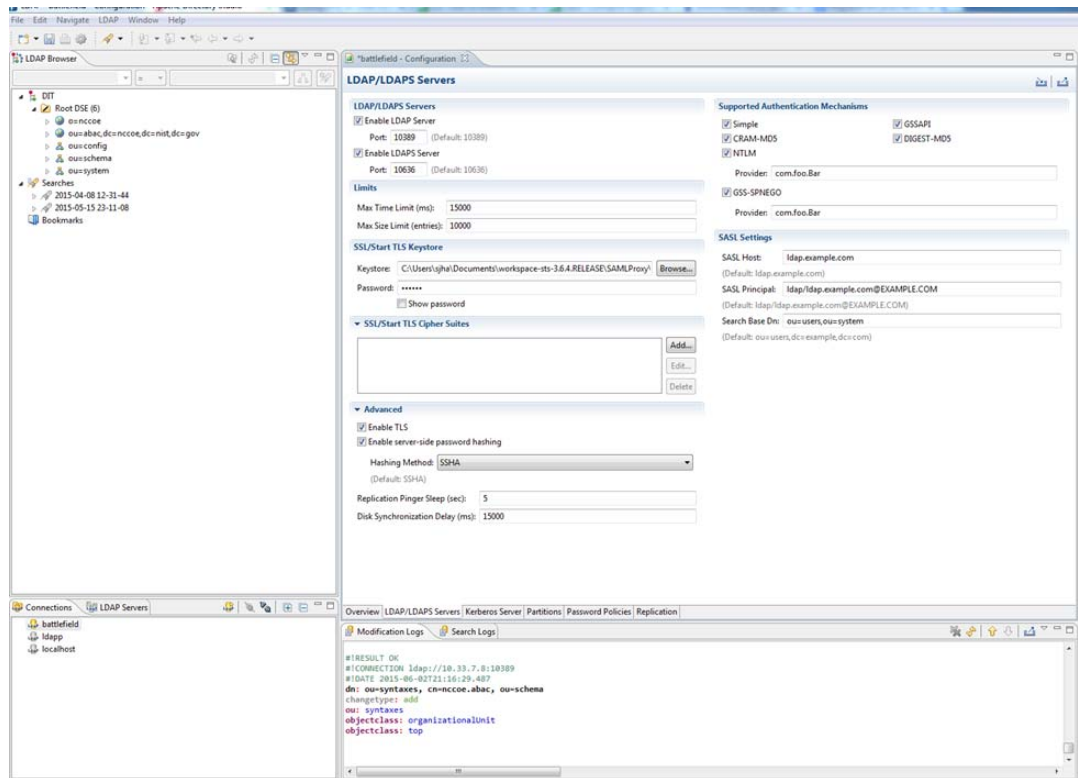 File Edit Navigate LDAP Window Help
LDAP Browser
DIT
Root DSE (6)
o=nccoe
ou=abac,dc=nccoe,dc=nist,dc=gov
ou=config
ou=schema
ou=system
Searches
2015-04-08 12-31-44
2015-05-15 23-11-08
Bookmarks
*battlefield - Configuration
LDAP/LDAPS Servers
LDAP/LDAPS Servers
Enable LDAP Server
Port: 10389 (Default: 10389)
Enable LDAPS Server
Port: 10636 (Default: 10636)
Limits
Max Time Limit (ms): 15000
Max Size Limit (entries): 10000
SSL/Start TLS Keystore
Keystore: C:\Users\sjha\Documents\workspace-sts-3.6.4.RELEASE\SAMLProxy\ Browse...
Password: ••••••
Show password
SSL/Start TLS Cipher Suites
Add...
Edit...
Delete
Advanced
Enable TLS
Enable server-side password hashing
Hashing Method: SSHA
(Default: SSHA)
Replication Pinger Sleep (sec): 5
Disk Synchronization Delay (ms): 15000
Supported Authentication Mechanisms
Simple GSSAPI
CRAM-MD5 DIGEST-MD5
NTLM
Provider: com.foo.Bar
GSS-SPNEGO
Provider: com.foo.Bar
SASL Settings
SASL Host: ldap.example.com
(Default: ldap.example.com)
SASL Principal: ldap/ldap.example.com@EXAMPLE.COM
(Default: ldap/ldap.example.com@EXAMPLE.COM)
Search Base Dn: ou=users,ou=system
(Default: ou=users,dc=example,dc=com)
Overview LDAP/LDAPS Servers Kerberos Server Partitions Password Policies Replication
Connections LDAP Servers
battlefield
ldapp
localhost
Modification Logs Search Logs
#!RESULT OK
#!CONNECTION ldap://10.33.7.8:10389
#!DATE 2015-06-02T21:16:29.487
dn: ou=syntaxes, cn=nccoe.abac, ou=schema
changetype: add
ou: syntaxes
objectclass: organizationalUnit
objectclass: top